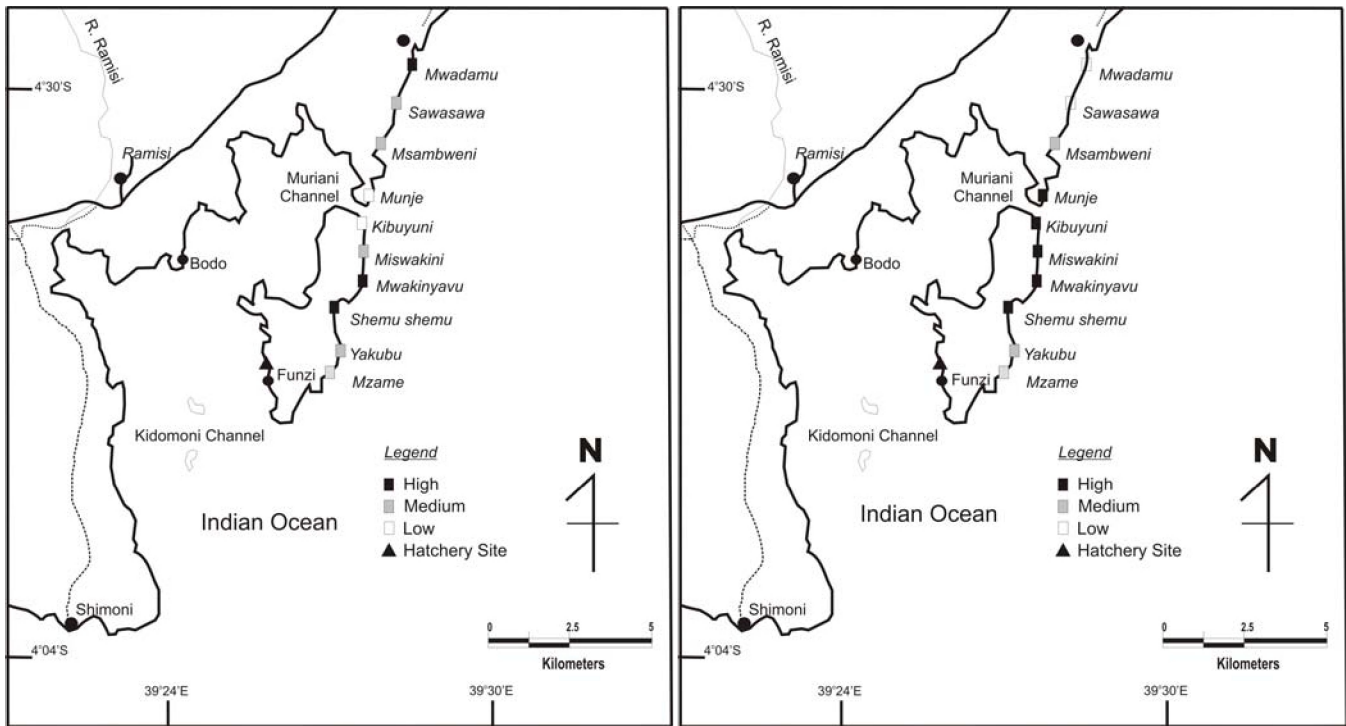 R. Ramisi
4°30'S
Mwadamu
Sawasawa
Ramisi
Msambweni
Muriani
Channel
Munje
Kibuyuni
Bodo
Miswakini
Mwakinyavu
Shemu shemu
Yakubu
Funzi
Mzame
Kidomoni Channel
Legend
N
High
Medium
Indian Ocean
Low
Hatchery Site
Shimoni
0 2.5 5
Kilometers
4°04'S
39°24'E
39°30'E
R. Ramisi
Mwadamu
Sawasawa
Ramisi
Msambweni
Muriani
Channel
Munje
Kibuyuni
Bodo
Miswakini
Mwakinyavu
Shemu shemu
Yakubu
Funzi
Mzame
Kidomoni Channel
Legend
N
High
Medium
Indian Ocean
Low
Hatchery Site
Shimoni
0 2.5 5
Kilometers
39°24'E
39°30'E